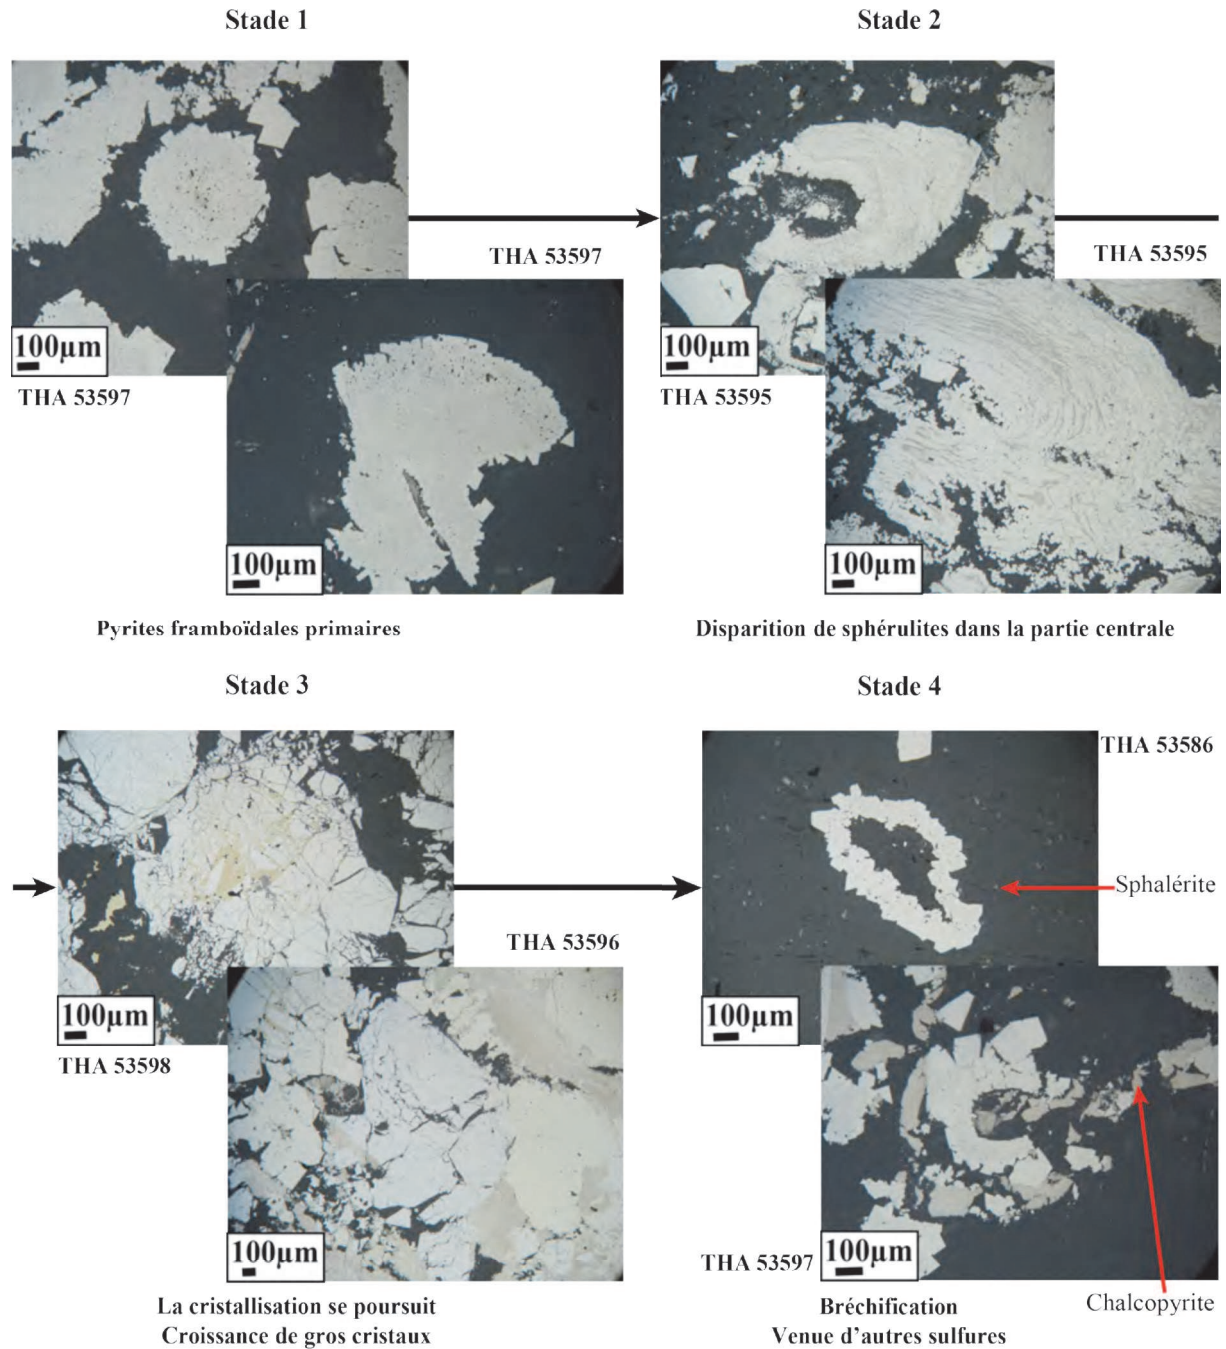 Stade 1
Stade 2
THA 53597
THA 53595
100µm
100µm
THA 53597
THA 53595
100µm
100µm
Pyrites framboïdales primaires
Disparition de sphérulites dans la partie centrale
Stade 3
Stade 4
THA 53586
Sphalérite
THA 53596
100µm
100µm
THA 53598
100µm
100µm
THA 53597
La cristallisation se poursuit
Croissance de gros cristaux
Bréchification
Venue d'autres sulfures
Chalcopyrite